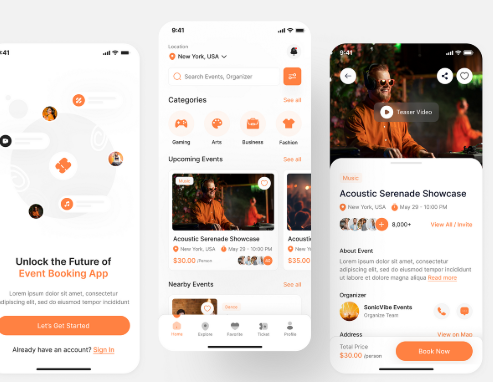 :41
Unlock the Future of
Event Booking App
Lorem ipsum dolor sit amet, consectetur
adipiscing elit, sed do eiusmod tempor incididunt
Let's Get Started
Already have an account? Sign In
9:41
Location
New York, USA
Search Events, Organizer
Categories
See all
Gaming
Arts
Business
Fashion
Upcoming Events
See all
Music
Acoustic Serenade Showcase
New York, USA
May 29 - 10:00 PM
$30.00 /Person
Acoustic
New
$35.00
Nearby Events
See all
Home
Explore
Favorite
Ticket
Profile
9:41
Teaser Video
Music
Acoustic Serenade Showcase
New York, USA
May 29 - 10:00 PM
8,000+
View All / Invite
About Event
Lorem ipsum dolor sit amet, consectetur
adipiscing elit, sed do eiusmod tempor incididunt
ut labore et dolore magna aliqua Read more
Organizer
SonicVibe Events
Organize Team
Address
View on Map
Total Price
$30.00 /person
Book Now